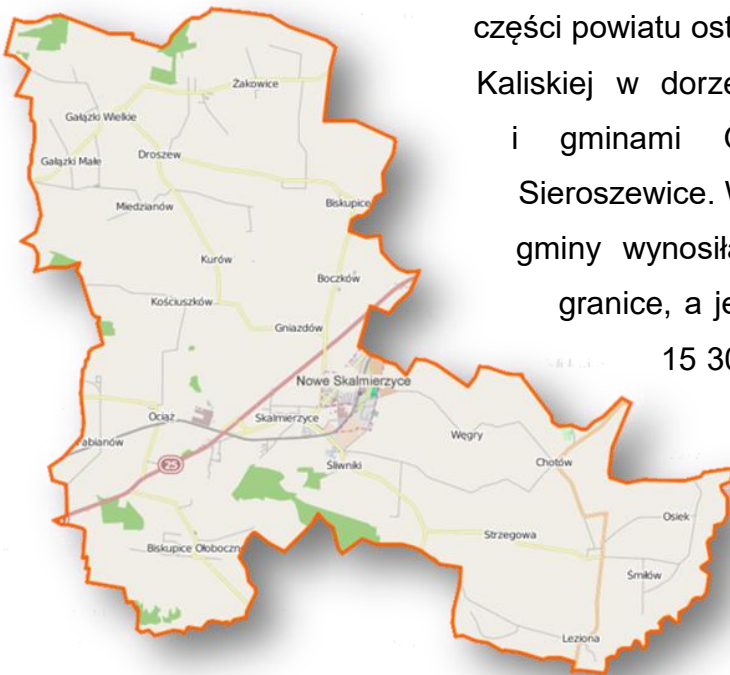 części powiatu ost
Kaliskiej w dorze
i gminami
Sieroszewice.
gminy wynosiła
granice, a je
15 30
Żakowice
Gałązki Wielkie
Droszew
Gałązki Małe
Biskupice
Miedzianów
Kurów
Boczków
Kościuszków
Gniazdów
Nowe Skalmierzyce
Ociąż
Skalmierzyce
Węgry
abianów
25
Śliwniki
Chotów
Osiek
Strzegowa
Biskupice Ołoboczn
Śmiłów
Leziona